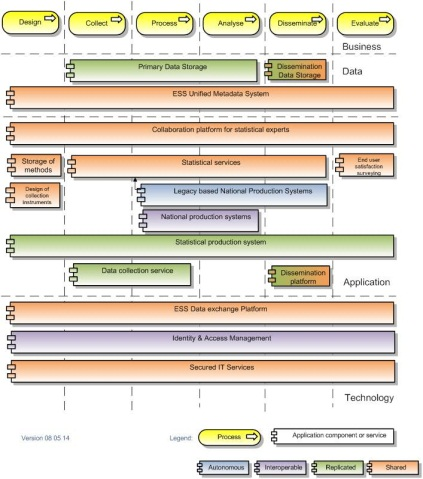 Design Collect Process Analyse Disseminate Evaluate
Business
Primary Data Storage
Dissemination
Data Storage
Data
ESS Unified Metadata System
Collaboration platform for statistical experts
Storage of
methods
Statistical services
End user
satisfaction
surveying
Design of
collection
instruments
Legacy based National Production Systems
National production systems
Statistical production system
Data collection service
Dissemination
platform
Application
ESS Data exchange Platform
Identity & Access Management
Secured IT Services
Technology
Version 08 05 14
Legend:
Process
Application component or service
Autonomous Interoperable Replicated Shared